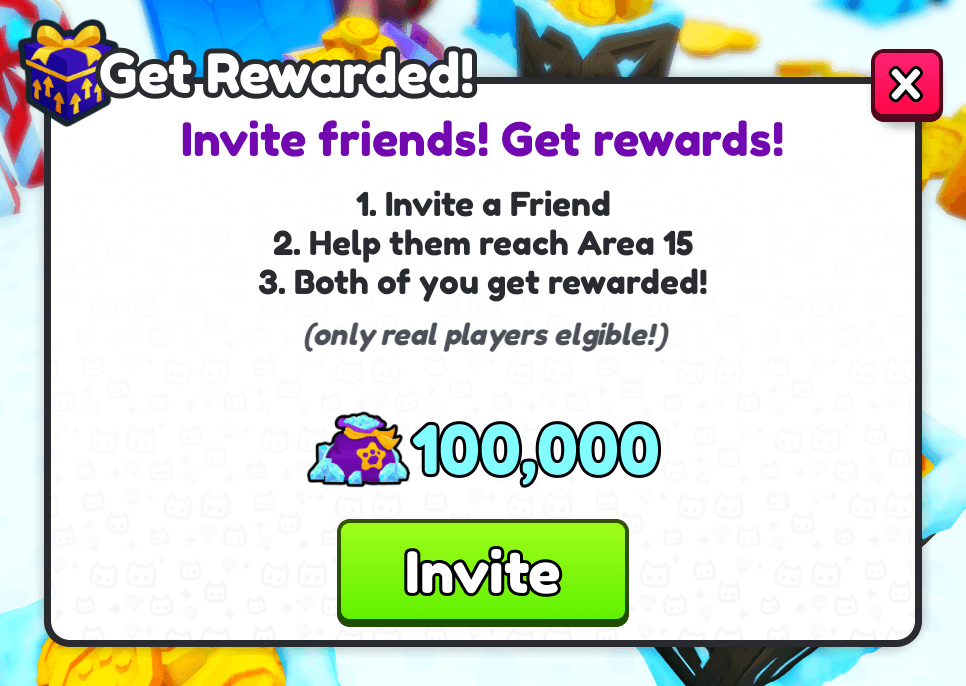 Get Rewarded!
Invite friends! Get rewards!
1. Invite a Friend
2. Help them reach Area 15
3. Both of you get rewarded!
(only real players elgible!)
100,000
Invite